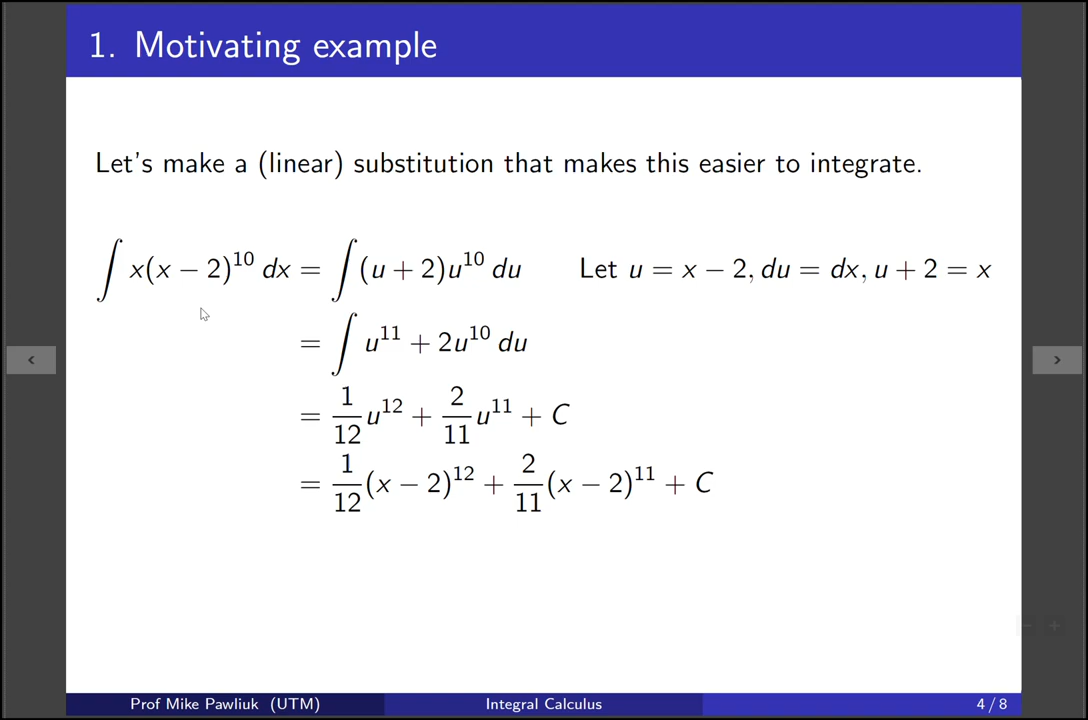 1. Motivating example
Let's make a (linear) substitution that makes this easier to integrate.
∫ x(x − 2)¹⁰ dx = ∫ (u + 2)u¹⁰ du Let u = x − 2, du = dx, u + 2 = x
= ∫ u¹¹ + 2u¹⁰ du
= 1/12 u¹² + 2/11 u¹¹ + C
= 1/12 (x − 2)¹² + 2/11 (x − 2)¹¹ + C
Prof Mike Pawliuk (UTM) Integral Calculus 4 / 8